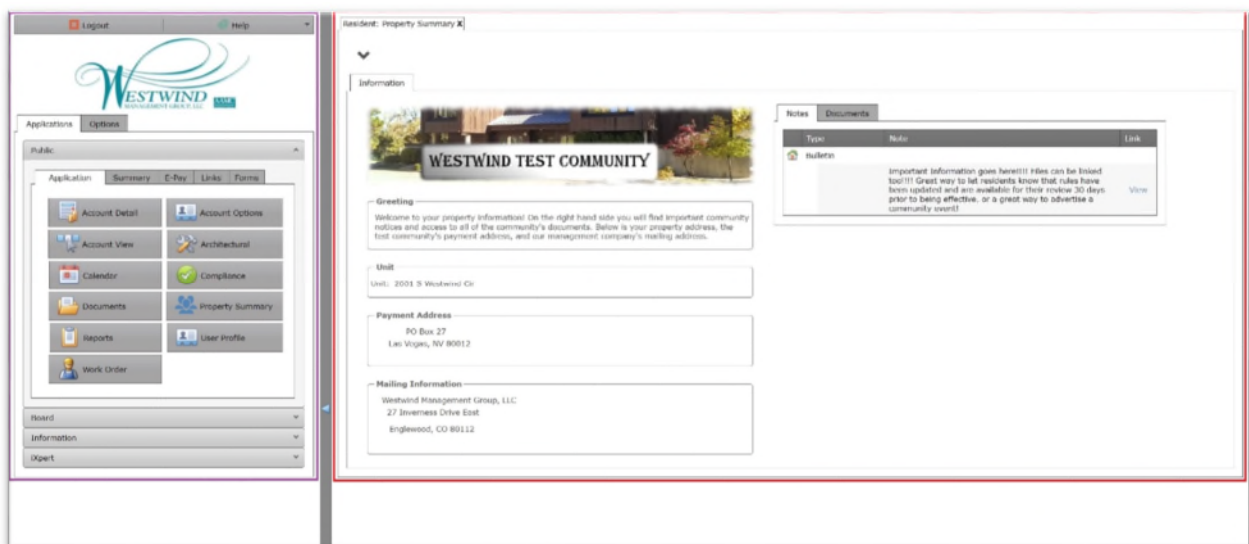 Logout Help
WESTWIND
MANAGEMENT GROUP, LLC
Applications Options
Public
Application Summary E-Pay Links Forms
Account Detail Account Options
Account View Architectural
Calendar Compliance
Documents Property Summary
Reports User Profile
Work Order
Board
Information
iXpert
Resident: Property Summary X
Information
WESTWIND TEST COMMUNITY
Greeting
Welcome to your property information! On the right hand side you will find important community
notices and access to all of the community's documents. Below is your property address, the
test community's payment address, and our management company's mailing address.
Unit
Unit: 2001 S Westwind Cir
Payment Address
PO Box 27
Las Vegas, NV 80012
Mailing Information
Westwind Management Group, LLC
27 Inverness Drive East
Englewood, CO 80112
Notes Documents
Type Note Link
Bulletin
Important information goes here!!!! Files can be linked
too!!!! Great way to let residents know that rules have
been updated and are available for their review 30 days
prior to being effective, or a great way to advertise a
community event!
View